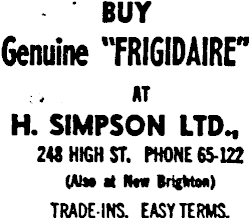 BUY
Genuine "FRIGIDAIRE"
AT
H. SIMPSON LTD.,
248 HIGH ST. PHONE 65-122
(Also at New Brighton)
TRADE-INS. EASY TERMS.